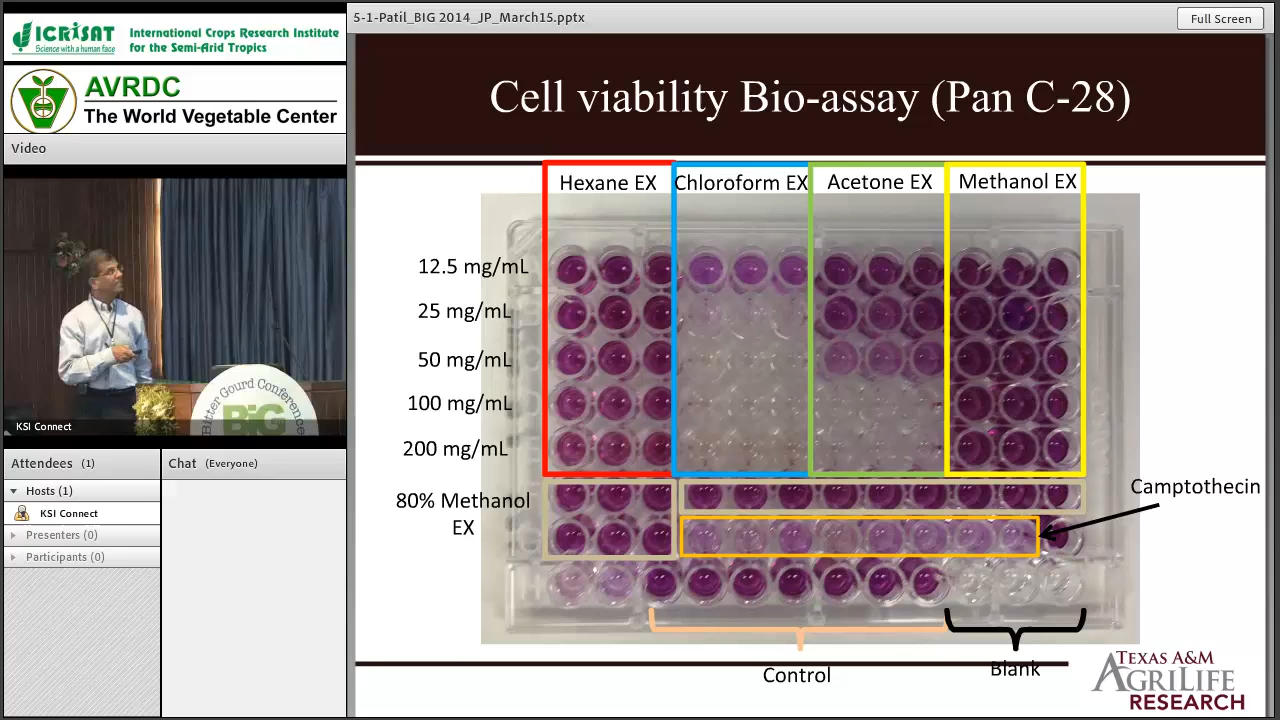 ICRISAT
Science with a human face
International Crops Research Institute
for the Semi-Arid Tropics
AVRDC
The World Vegetable Center
Video
Bitter Gourd Conference
BiG
KSI Connect
Attendees (1)
Hosts (1)
KSI Connect
Presenters (0)
Participants (0)
Chat (Everyone)
5-1-Patil_BIG 2014_JP_March15.pptx
Full Screen
Cell viability Bio-assay (Pan C-28)
Hexane EX
Chloroform EX
Acetone EX
Methanol EX
12.5 mg/mL
25 mg/mL
50 mg/mL
100 mg/mL
200 mg/mL
80% Methanol
EX
Camptothecin
Control
Blank
TEXAS A&M
AGRILIFE
RESEARCH